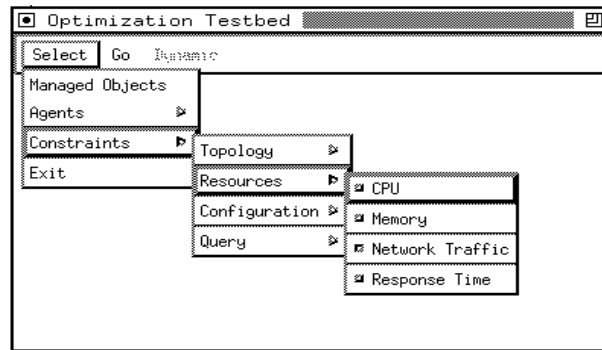 Optimization Testbed
Select Go Dynamic
Managed Objects
Agents
Constraints
Exit
Topology
Resources
Configuration
Query
CPU
Memory
Network Traffic
Response Time